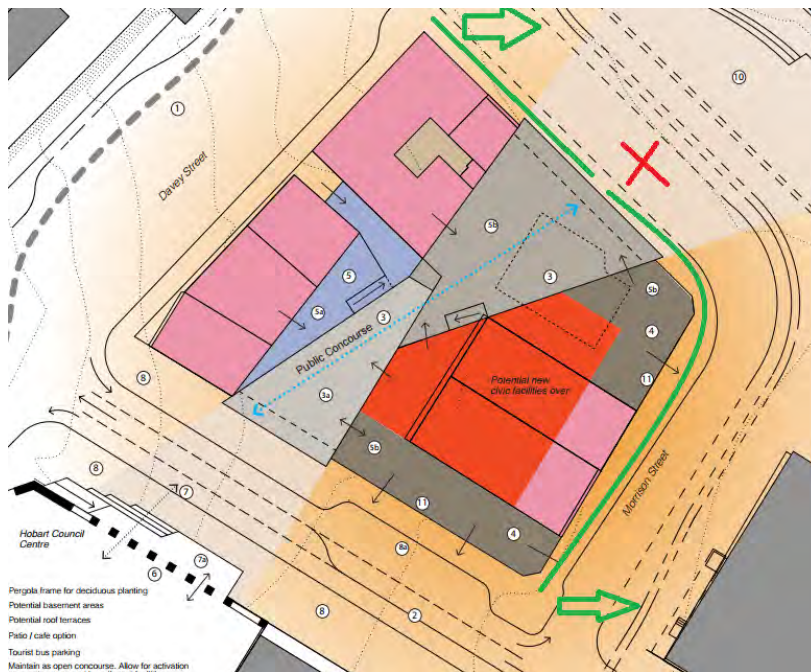 10
1
Davey Street
5b
3
5b
5
5a
3
4
Public Concourse
11
Potential new
civic facilities over
8
3a
5b
Morrison Street
8
7
11
4
Hobart Council
Centre
7a
8a
6
8
2
Pergola frame for deciduous planting
Potential basement areas
Potential roof terraces
Patio / cafe option
Tourist bus parking
Maintain as open concourse. Allow for activation